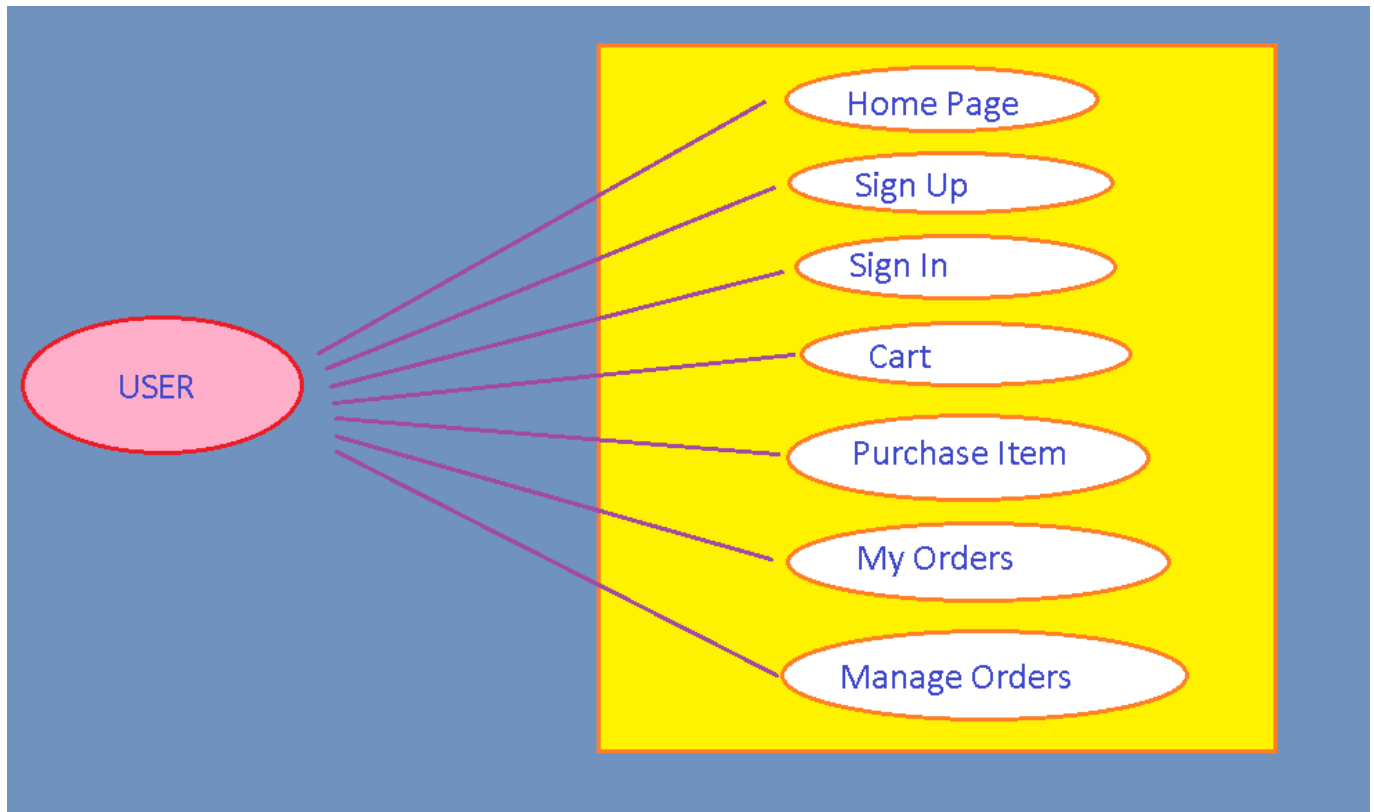 Home Page
Sign Up
Sign In
Cart
USER
Purchase Item
My Orders
Manage Orders